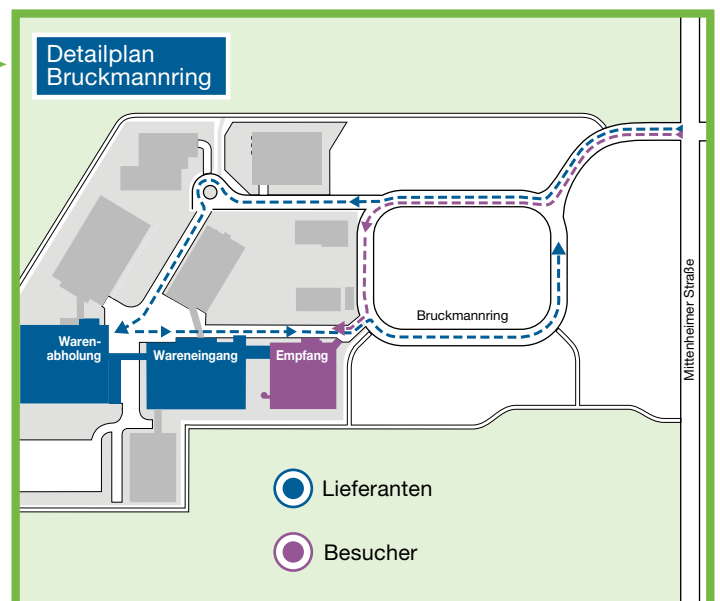 Detailplan
Bruckmannring
Mittenheimer Straße
Bruckmannring
Waren-
abholung
Wareneingang
Empfang
Lieferanten
Besucher